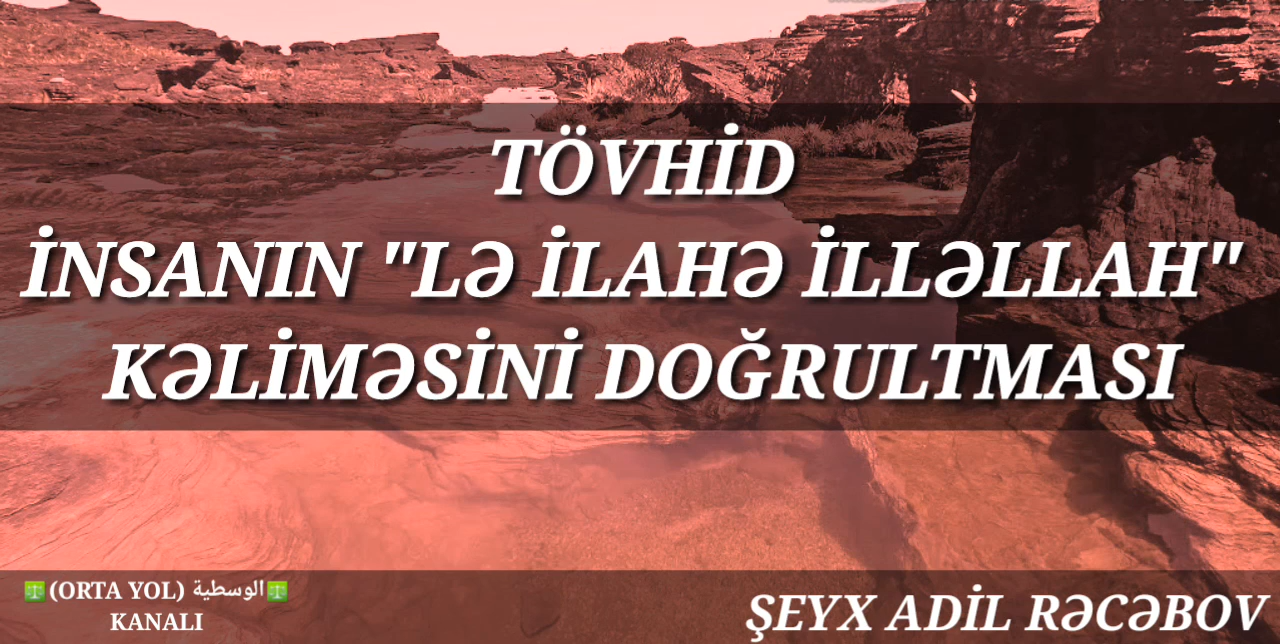 TÖVHİD
İNSANIN "LƏ İLAHƏ İLLƏLLAH"
KƏLİMƏSİNİ DOĞRULTMASI
(ORTA YOL) الوسطية
KANALI
ŞEYX ADİL RƏCƏBOV